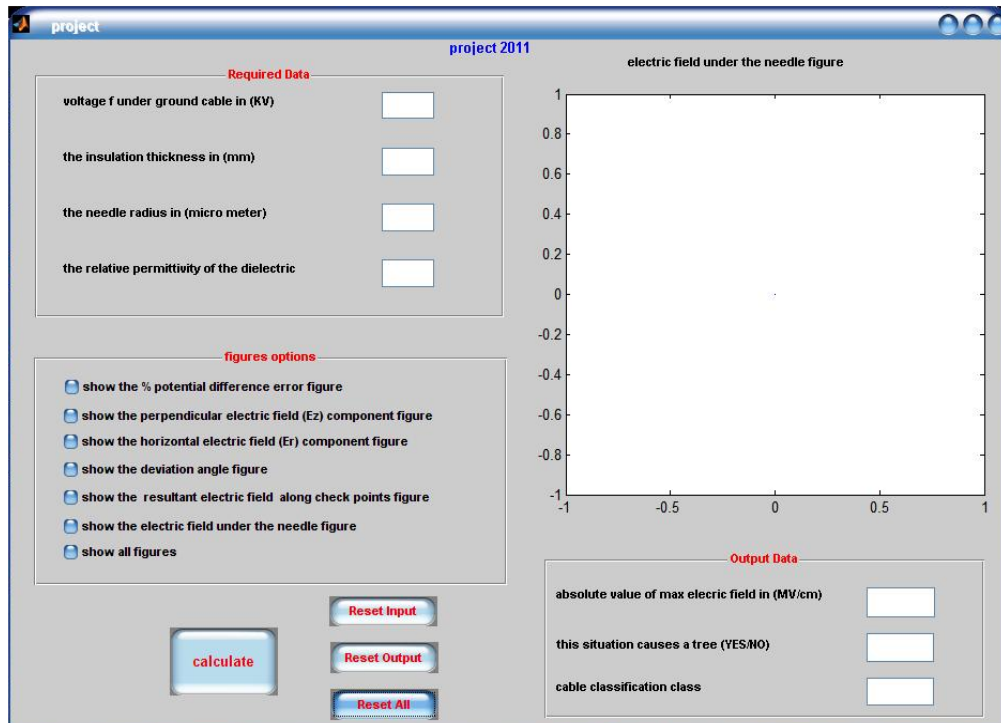 project
project 2011
Required Data
voltage f under ground cable in (KV)
the insulation thickness in (mm)
the needle radius in (micro meter)
the relative permittivity of the dielectric
figures options
show the % potential difference error figure
show the perpendicular electric field (Ez) component figure
show the horizontal electric field (Er) component figure
show the deviation angle figure
show the resultant electric field along check points figure
show the electric field under the needle figure
show all figures
calculate
Reset Input
Reset Output
Reset All
electric field under the needle figure
1
0.8
0.6
0.4
0.2
0
-0.2
-0.4
-0.6
-0.8
-1
-1 -0.5 0 0.5 1
Output Data
absolute value of max elecric field in (MV/cm)
this situation causes a tree (YES/NO)
cable classification class